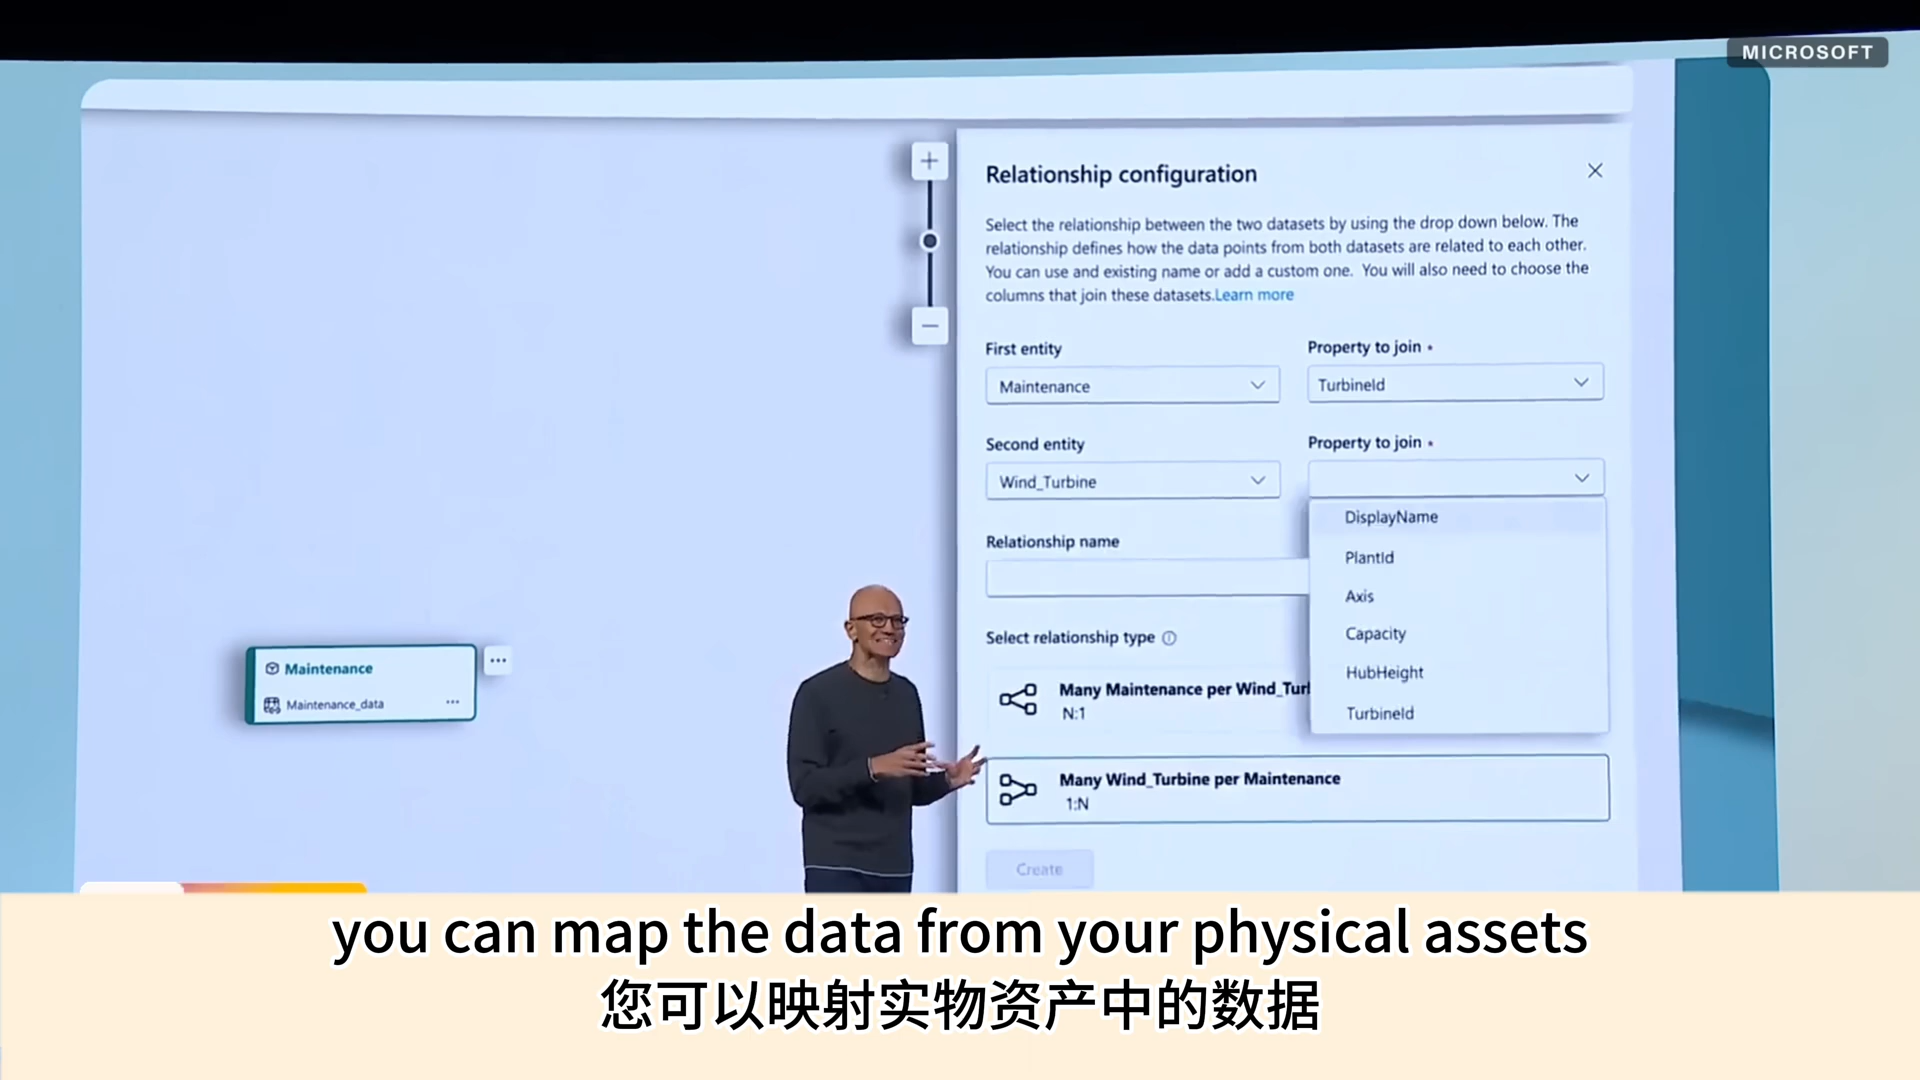 MICROSOFT
Relationship configuration
Select the relationship between the two datasets by using the drop down below. The
relationship defines how the data points from both datasets are related to each other.
You can use and existing name or add a custom one. You will also need to choose the
columns that join these datasets.Learn more
First entity
Property to join *
Maintenance
TurbineId
Second entity
Property to join *
Wind_Turbine
DisplayName
PlantId
Axis
Capacity
HubHeight
TurbineId
Relationship name
Select relationship type
Many Maintenance per Wind_Tur
N:1
Many Wind_Turbine per Maintenance
1:N
Create
Maintenance
Maintenance_data
you can map the data from your physical assets
您可以映射实物资产中的数据